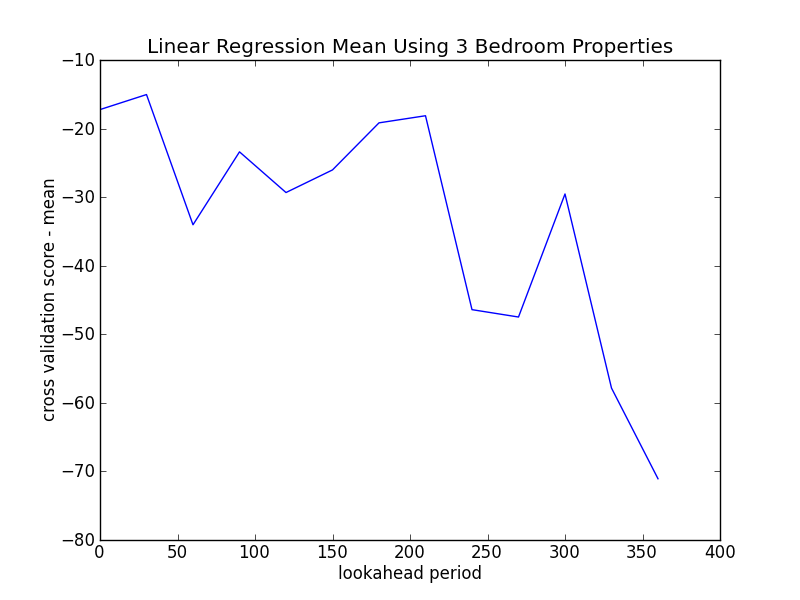 Linear Regression Mean Using 3 Bedroom Properties
−10
−20
−30
−40
−50
−60
−70
−80
cross validation score - mean
0 50 100 150 200 250 300 350 400
lookahead period